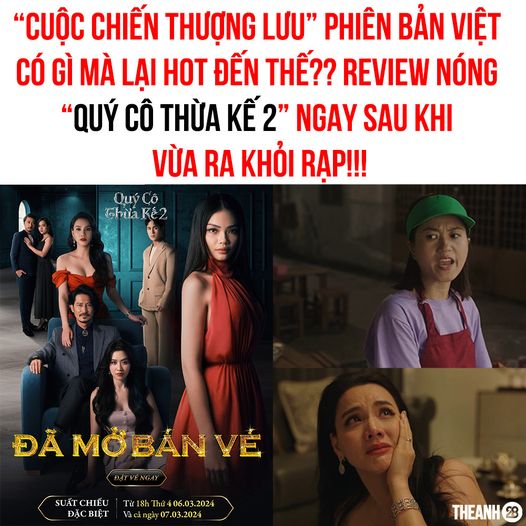 “CUỘC CHIẾN THƯỢNG LƯU” PHIÊN BẢN VIỆT
CÓ GÌ MÀ LẠI HOT ĐẾN THẾ?? REVIEW NÓNG
“QUÝ CÔ THỪA KẾ 2” NGAY SAU KHI
VỪA RA KHỎI RẠP!!!
Quý Cô
Thừa Kế 2
ĐÃ MỞ BÁN VÉ
ĐẶT VÉ NGAY
SUẤT CHIẾU
ĐẶC BIỆT
Từ 18h Thứ 4 06.03.2024
Và cả ngày 07.03.2024
THEANH28